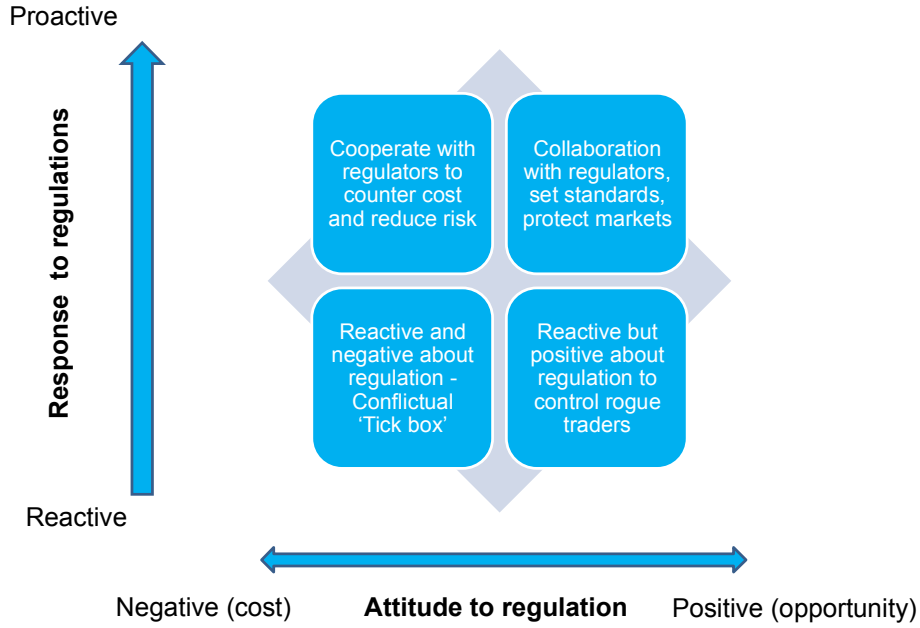 Proactive
Response to regulations
Cooperate with
regulators to
counter cost
and reduce risk
Collaboration
with regulators,
set standards,
protect markets
Reactive and
negative about
regulation -
Conflictual
‘Tick box’
Reactive but
positive about
regulation to
control rogue
traders
Reactive
Negative (cost)
Attitude to regulation
Positive (opportunity)